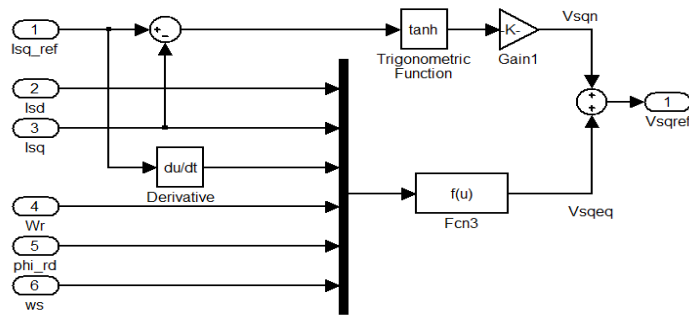 1
Isq_ref
+
−
tanh
Trigonometric
Function
-K-
Gain1
Vsqn
2
Isd
3
Isq
+
+
1
Vsqref
du/dt
Derivative
f(u)
Fcn3
Vsqeq
4
Wr
5
phi_rd
6
ws